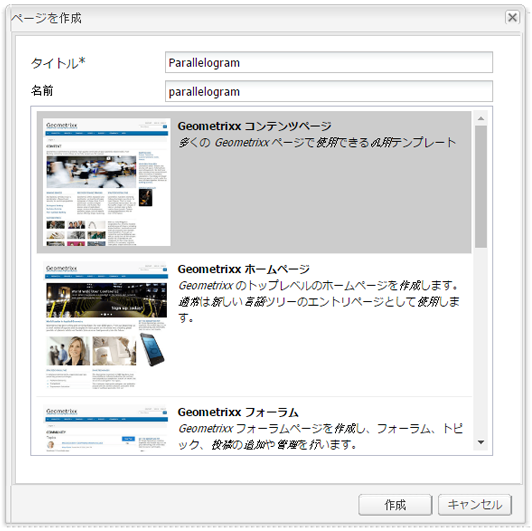 ページを作成
タイトル*
Parallelogram
名前
parallelogram
Geometrixx コンテンツページ
多くの Geometrixx ページで使用できる汎用テンプレート
Geometrixx ホームページ
Geometrixx のトップレベルのホームページを作成します。
通常は新しい言語ツリーのエントリページとして使用しま
す。
Geometrixx フォーラム
Geometrixx フォーラムページを作成し、フォーラム、トピ
ック、投稿の追加や管理を行います。
Geometrixx
Geometrixx
Geometrixx
作成
キャンセル